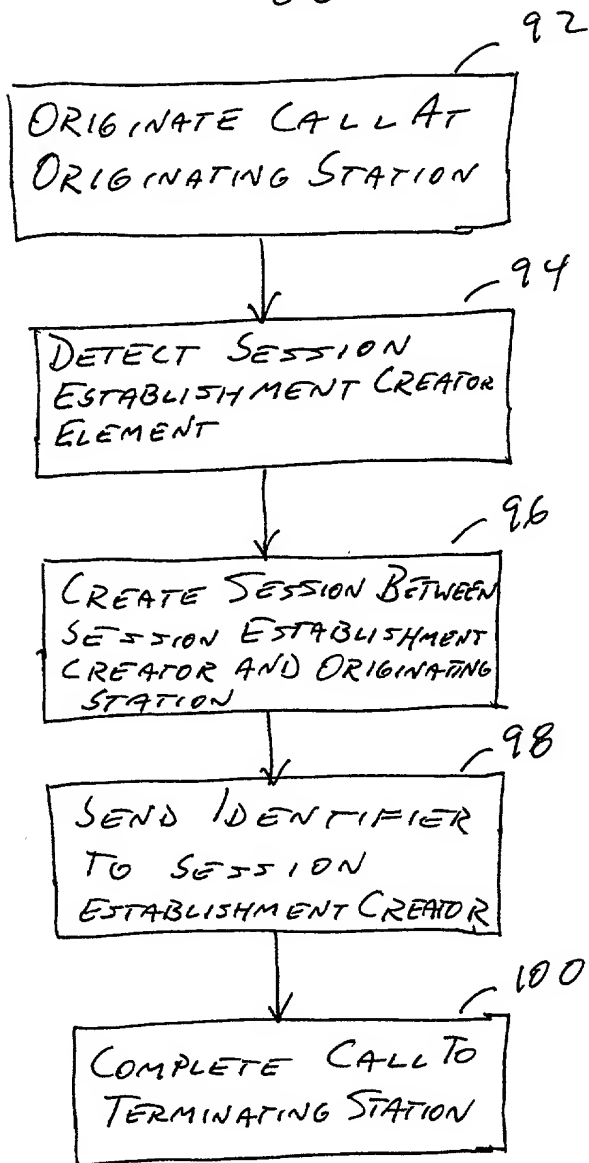 92
ORIGINATE CALL AT
ORIGINATING STATION
94
DETECT SESSION
ESTABLISHMENT CREATOR
ELEMENT
96
CREATE SESSION BETWEEN
SESSION ESTABLISHMENT
CREATOR AND ORIGINATING
STATION
98
SEND IDENTIFIER
TO SESSION
ESTABLISHMENT CREATOR
100
COMPLETE CALL TO
TERMINATING STATION